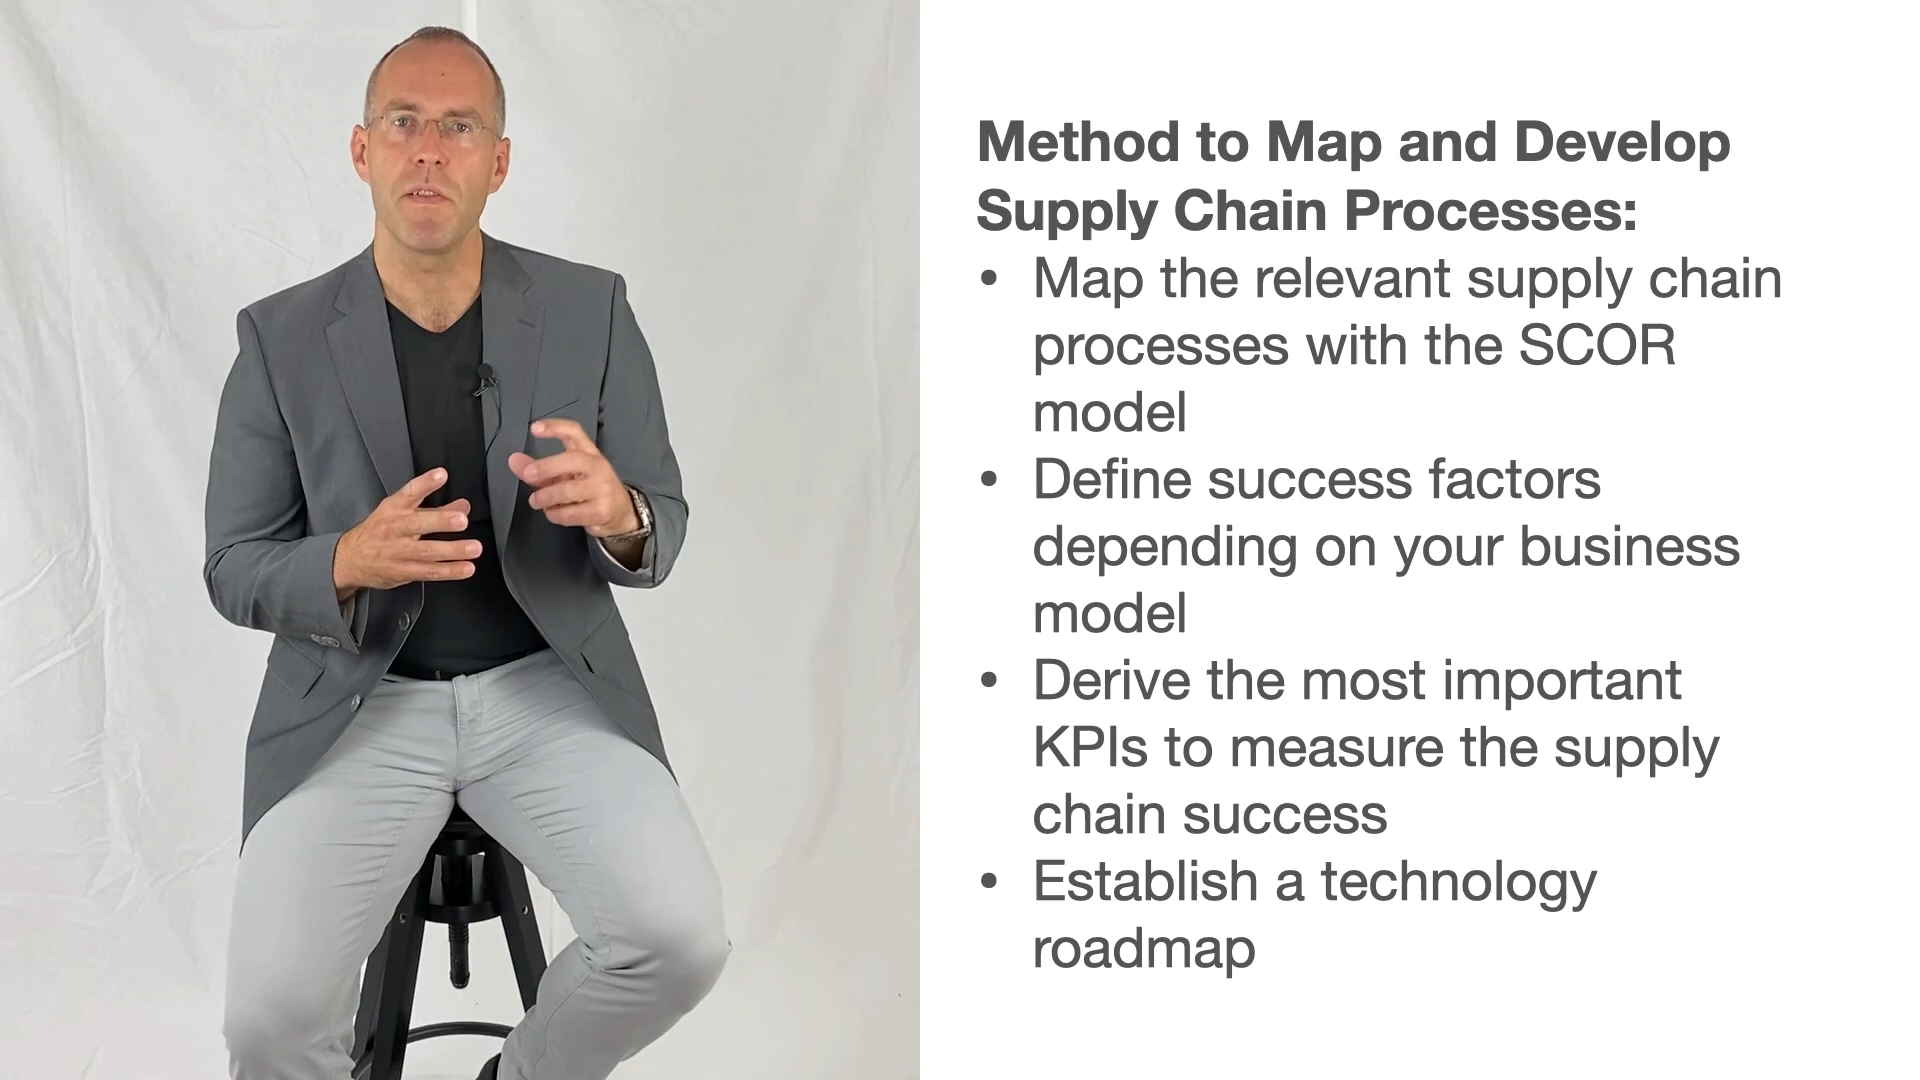 Method to Map and Develop
Supply Chain Processes:
• Map the relevant supply chain
processes with the SCOR
model
• Define success factors
depending on your business
model
• Derive the most important
KPIs to measure the supply
chain success
• Establish a technology
roadmap